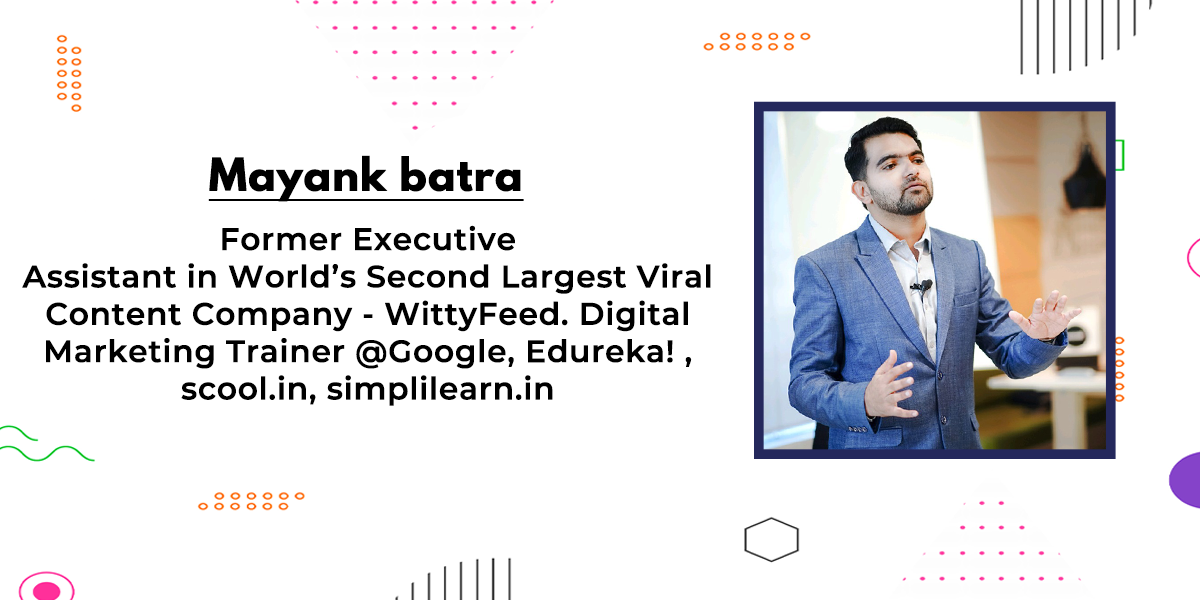 Mayank batra
Former Executive
Assistant in World’s Second Largest Viral
Content Company - WittyFeed. Digital
Marketing Trainer @Google, Edureka! ,
scool.in, simplilearn.in